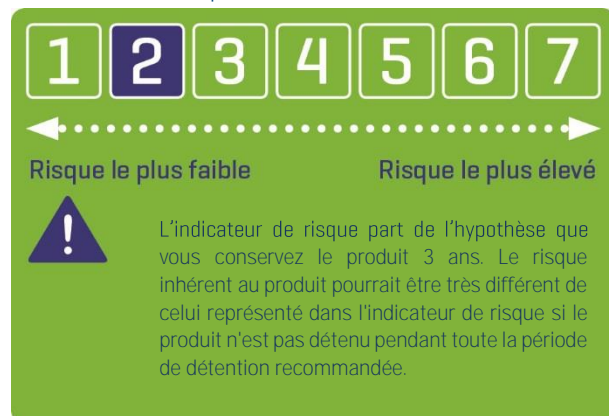 1 2 3 4 5 6 7
Risque le plus faible Risque le plus élevé
!
L'indicateur de risque part de l'hypothèse que
vous conservez le produit 3 ans. Le risque
inhérent au produit pourrait être très différent de
celui représenté dans l'indicateur de risque si le
produit n'est pas détenu pendant toute la période
de détention recommandée.